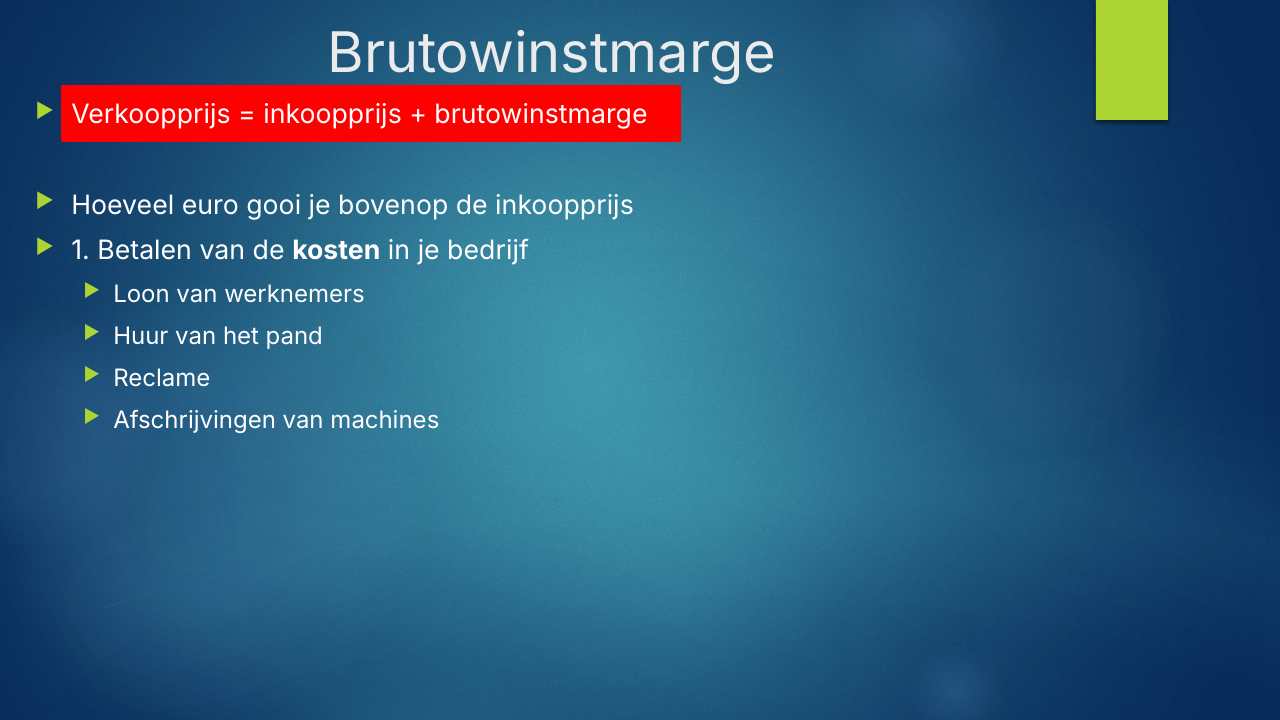 Brutowinstmarge
Verkoopprijs = inkoopprijs + brutowinstmarge
Hoeveel euro gooi je bovenop de inkoopprijs
1. Betalen van de kosten in je bedrijf
Loon van werknemers
Huur van het pand
Reclame
Afschrijvingen van machines